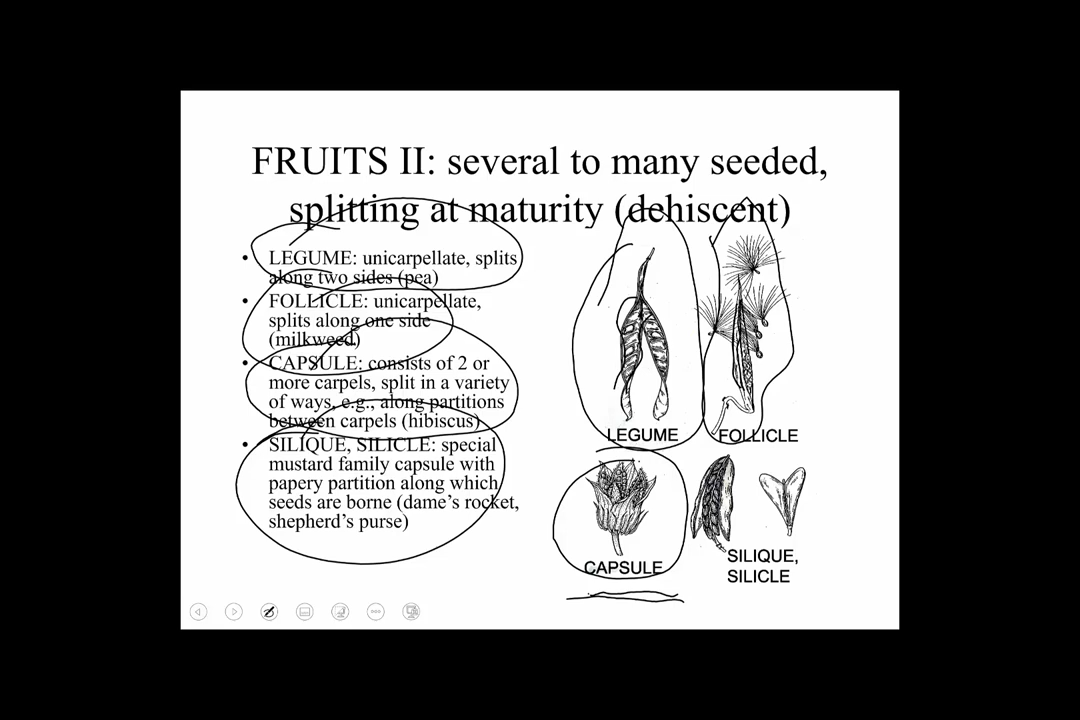 FRUITS II: several to many seeded,
splitting at maturity (dehiscent)
• LEGUME: unicarpellate, splits
along two sides (pea)
• FOLLICLE: unicarpellate,
splits along one side
(milkweed)
• CAPSULE: consists of 2 or
more carpels, split in a variety
of ways, e.g., along partitions
between carpels (hibiscus)
• SILIQUE, SILICLE: special
mustard family capsule with
papery partition along which
seeds are borne (dame's rocket,
shepherd's purse)
LEGUME
FOLLICLE
CAPSULE
SILIQUE,
SILICLE